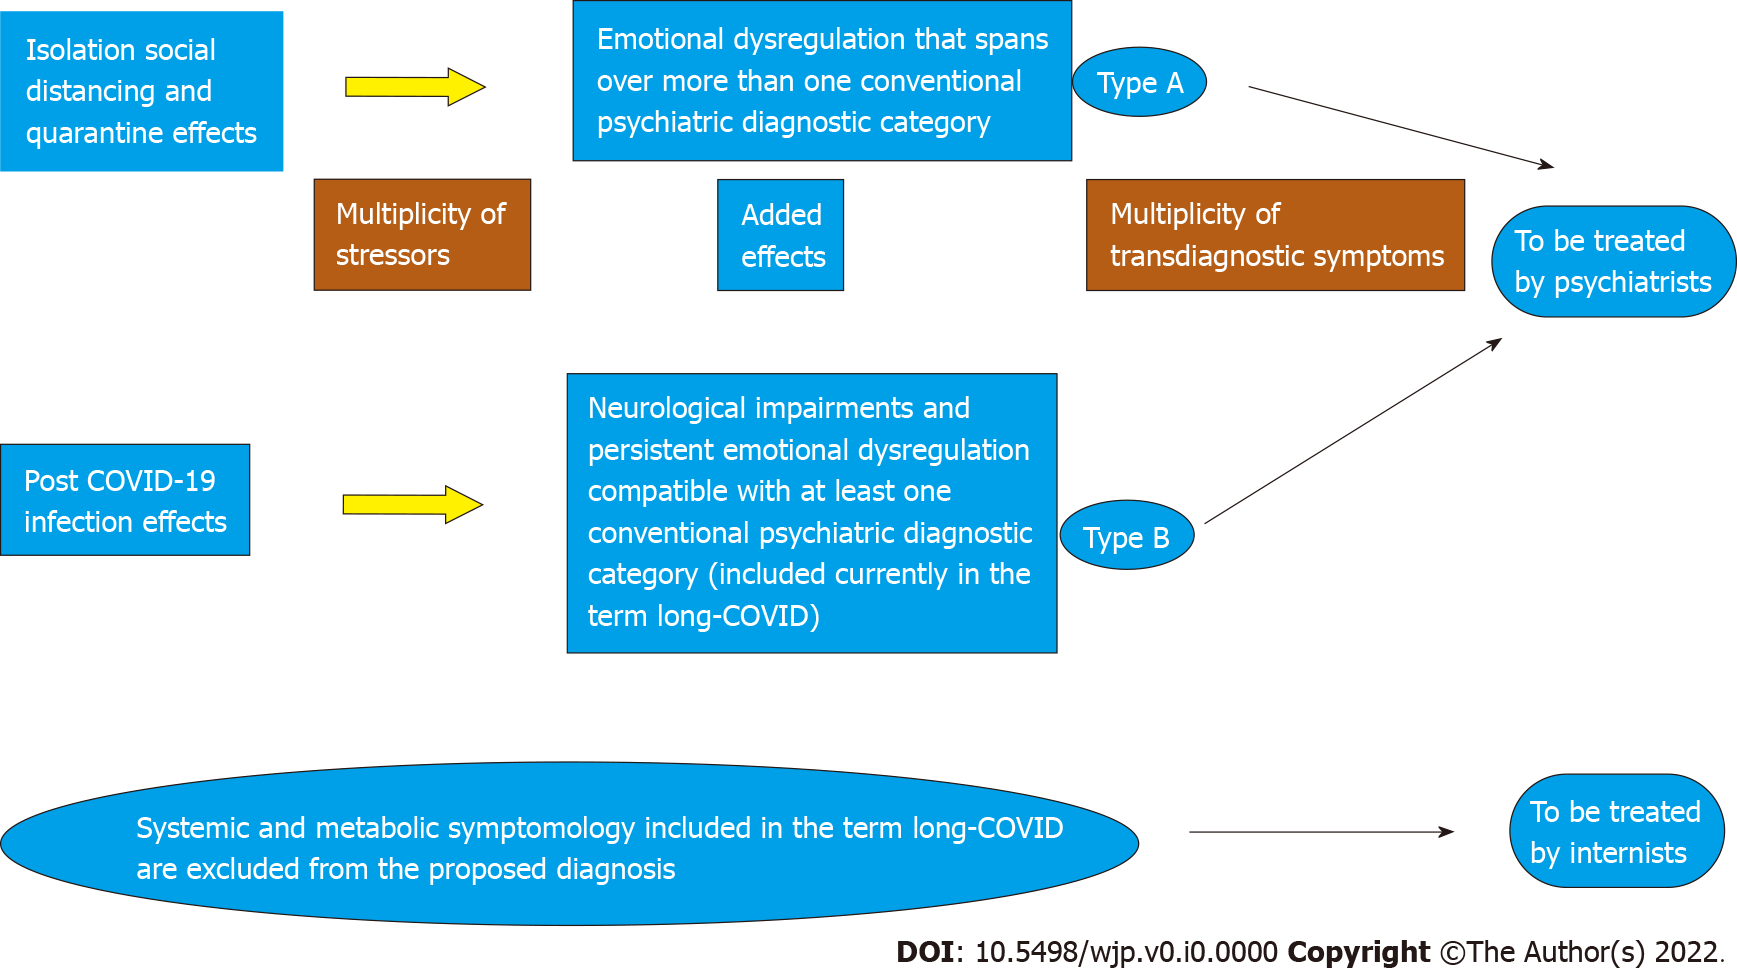 Isolation social
distancing and
quarantine effects
Emotional dysregulation that spans
over more than one conventional
psychiatric diagnostic category
Type A
Multiplicity of
stressors
Added
effects
Multiplicity of
transdiagnostic symptoms
To be treated
by psychiatrists
Post COVID-19
infection effects
Neurological impairments and
persistent emotional dysregulation
compatible with at least one
conventional psychiatric diagnostic
category (included currently in the
term long-COVID)
Type B
Systemic and metabolic symptomology included in the term long-COVID
are excluded from the proposed diagnosis
To be treated
by internists
DOI: 10.5498/wjp.v0.i0.0000 Copyright ©The Author(s) 2022.